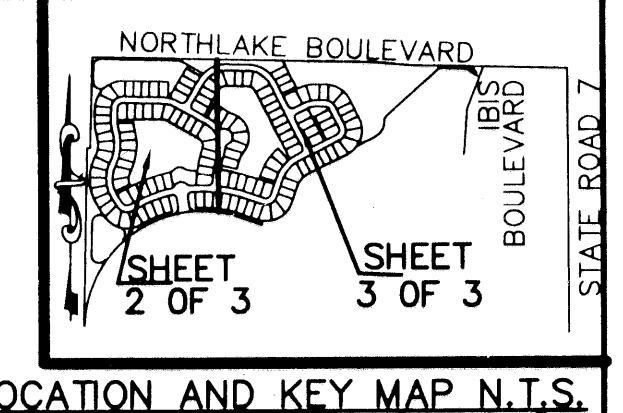 NORTHLAKE BOULEVARD
IBIS
BOULEVARD
STATE ROAD 7
SHEET
2 OF 3
SHEET
3 OF 3
OCATION AND KEY MAP N.T.S.